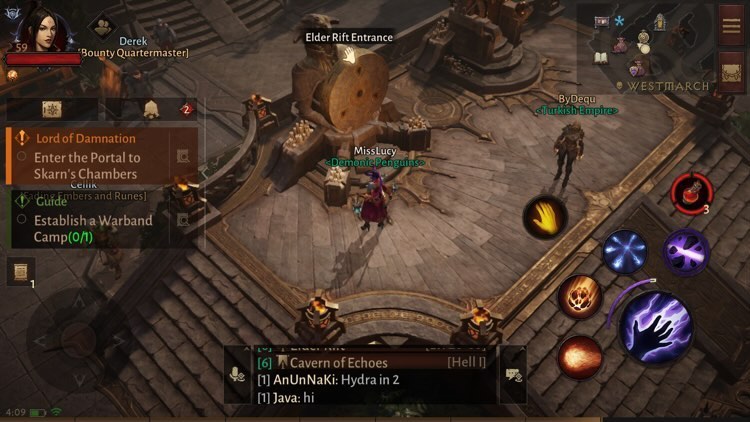 59
Derek
[Bounty Quartermaster]
Elder Rift Entrance
WESTMARCH
2
Lord of Damnation
Enter the Portal to
Skarn's Chambers
[Fading Embers and Runes]
Guide
Establish a Warband
Camp(0/1)
1
MissLucy
<Demonic Penguins>
ByDequ
<Turkish Empire>
3
[6] Cavern of Echoes [Hell I]
[1] AnUnNaKi: Hydra in 2
[1] Java: hi
4:09